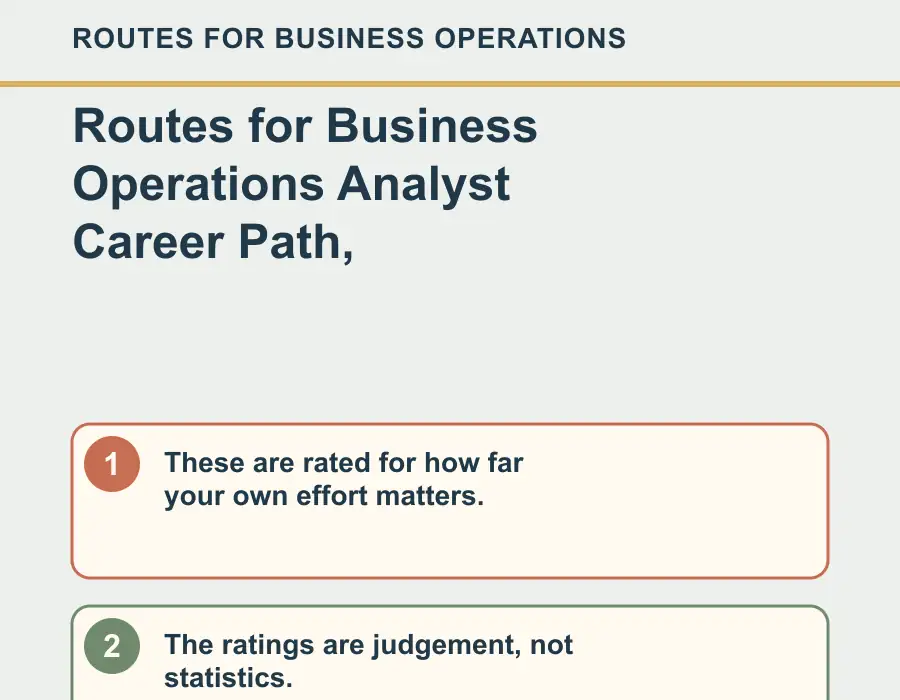 ROUTES FOR BUSINESS OPERATIONS
Routes for Business
Operations Analyst
Career Path,
1
These are rated for how far
your own effort matters.
2
The ratings are judgement, not
statistics.